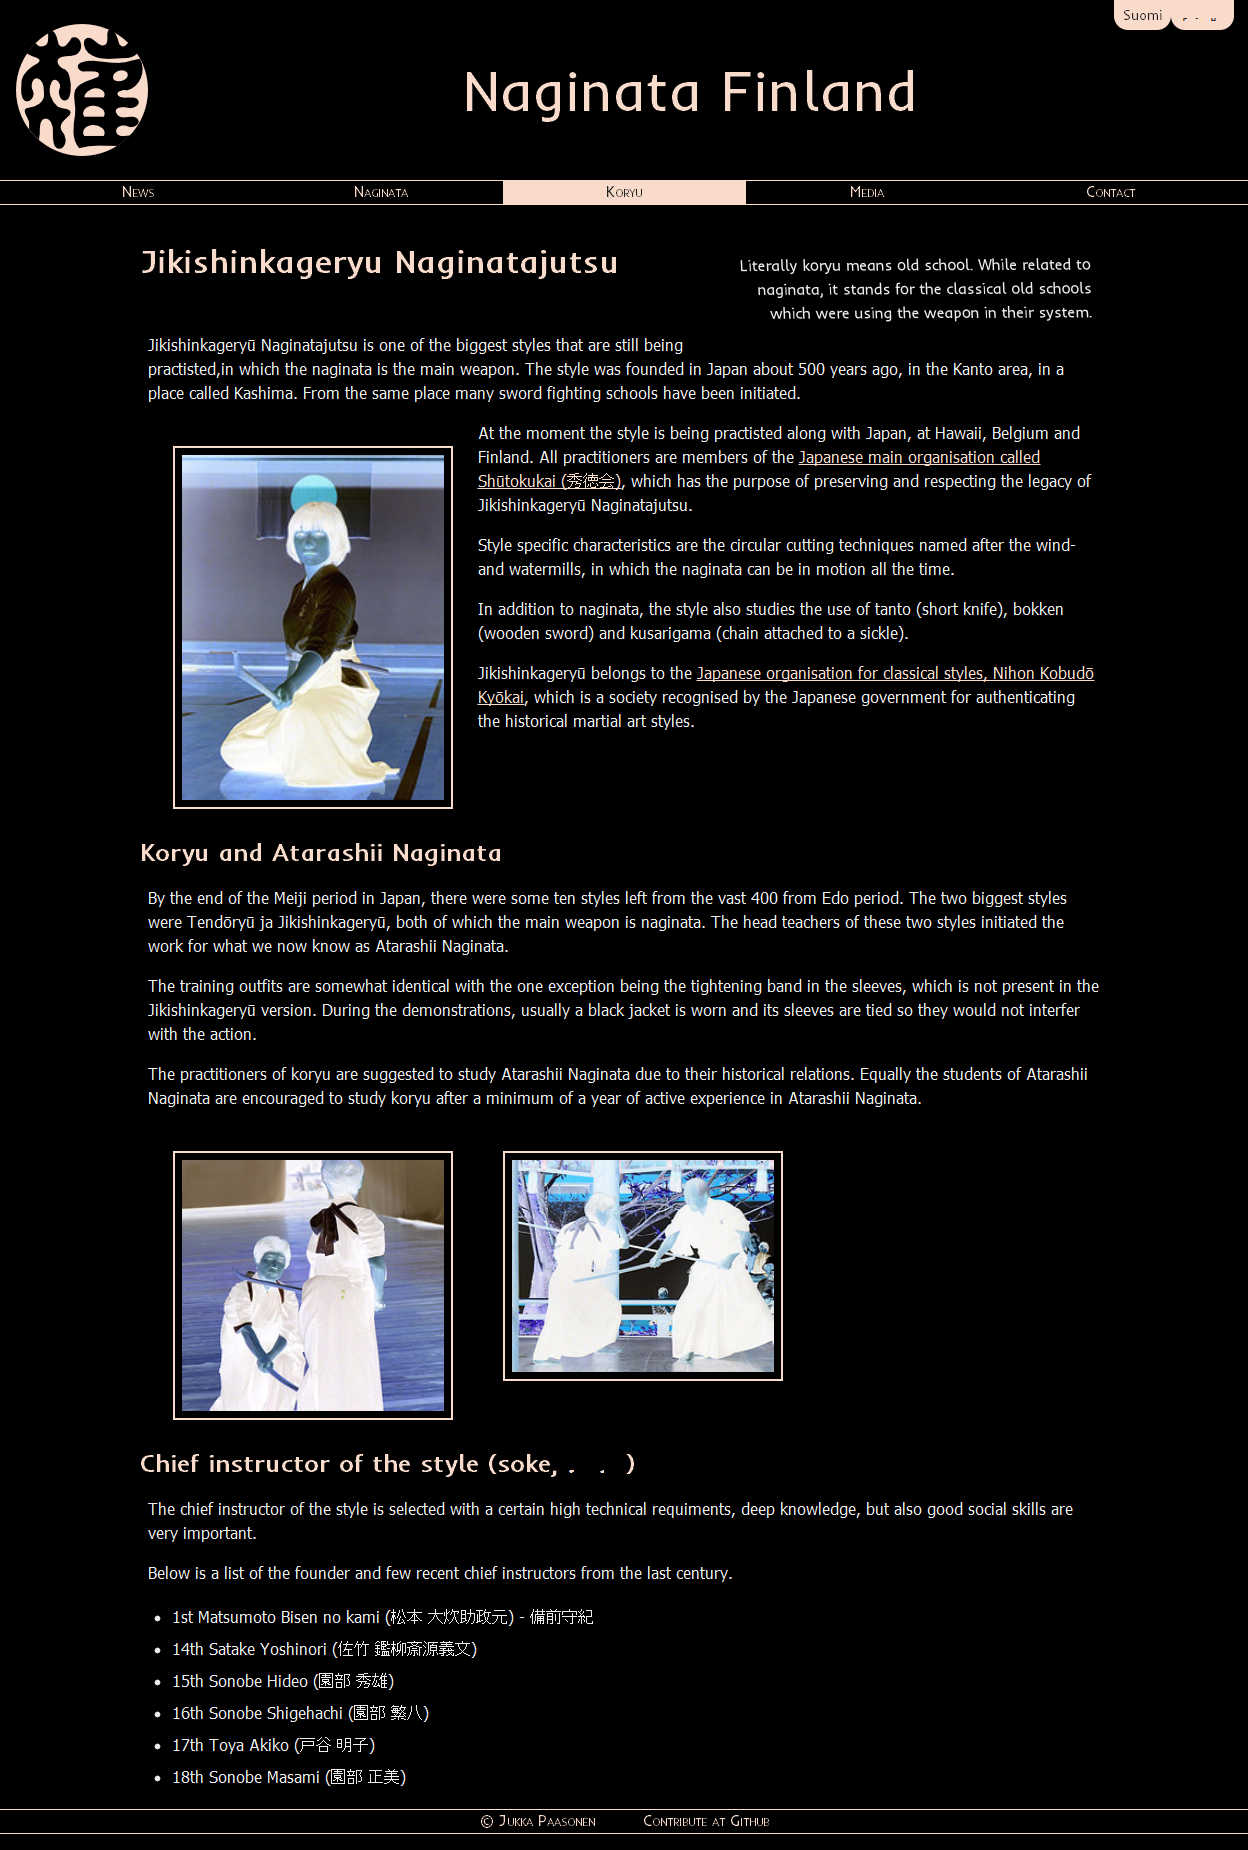 Suomi
Naginata Finland
News
Naginata
Koryu
Media
Contact
Jikishinkageryu Naginatajutsu
Literally koryu means old school. While related to
naginata, it stands for the classical old schools
which were using the weapon in their system.
Jikishinkageryū Naginatajutsu is one of the biggest styles that are still being
practisted,in which the naginata is the main weapon. The style was founded in Japan about 500 years ago, in the Kanto area, in a
place called Kashima. From the same place many sword fighting schools have been initiated.
At the moment the style is being practisted along with Japan, at Hawaii, Belgium and
Finland. All practitioners are members of the Japanese main organisation called
Shūtokukai (秀徳会), which has the purpose of preserving and respecting the legacy of
Jikishinkageryū Naginatajutsu.
Style specific characteristics are the circular cutting techniques named after the wind-
and watermills, in which the naginata can be in motion all the time.
In addition to naginata, the style also studies the use of tanto (short knife), bokken
(wooden sword) and kusarigama (chain attached to a sickle).
Jikishinkageryū belongs to the Japanese organisation for classical styles, Nihon Kobudō
Kyōkai, which is a society recognised by the Japanese government for authenticating
the historical martial art styles.
Koryu and Atarashii Naginata
By the end of the Meiji period in Japan, there were some ten styles left from the vast 400 from Edo period. The two biggest styles
were Tendōryū ja Jikishinkageryū, both of which the main weapon is naginata. The head teachers of these two styles initiated the
work for what we now know as Atarashii Naginata.
The training outfits are somewhat identical with the one exception being the tightening band in the sleeves, which is not present in the
Jikishinkageryū version. During the demonstrations, usually a black jacket is worn and its sleeves are tied so they would not interfer
with the action.
The practitioners of koryu are suggested to study Atarashii Naginata due to their historical relations. Equally the students of Atarashii
Naginata are encouraged to study koryu after a minimum of a year of active experience in Atarashii Naginata.
Chief instructor of the style (soke, )
The chief instructor of the style is selected with a certain high technical requiments, deep knowledge, but also good social skills are
very important.
Below is a list of the founder and few recent chief instructors from the last century.
• 1st Matsumoto Bisen no kami (松本 大炊助政元) - 備前守紀
• 14th Satake Yoshinori (佐竹 鑑柳斎源義文)
• 15th Sonobe Hideo (園部 秀雄)
• 16th Sonobe Shigehachi (園部 繁八)
• 17th Toya Akiko (戸谷 明子)
• 18th Sonobe Masami (園部 正美)
© Jukka Paasonen
Contribute at Github